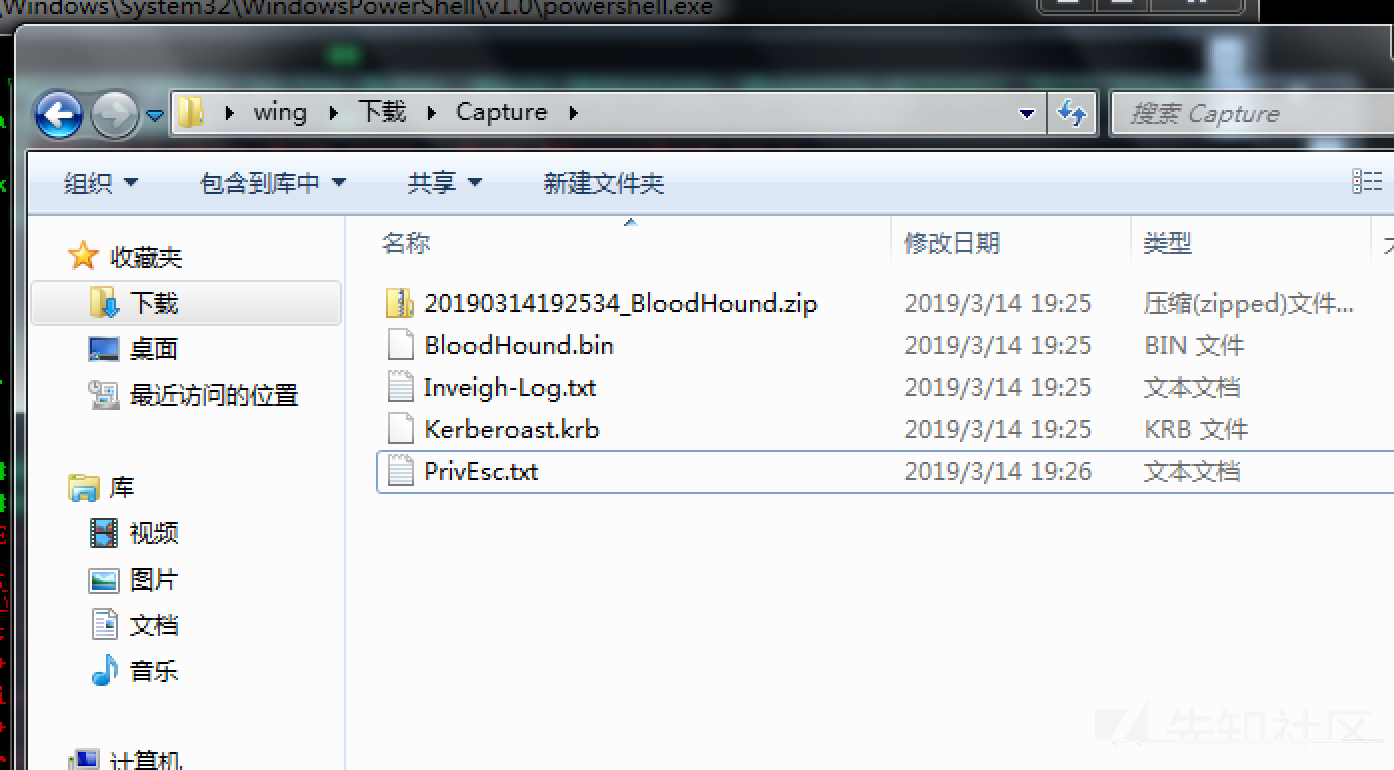 Windows\System32\WindowsPowerShell\v1.0\powershell.exe
wing 下载 Capture
搜索 Capture
组织 包含到库中 共享 新建文件夹
名称 修改日期 类型
收藏夹
下载
桌面
最近访问的位置
库
视频
图片
文档
音乐
计算机
20190314192534_BloodHound.zip 2019/3/14 19:25 压缩(zipped)文件...
BloodHound.bin 2019/3/14 19:25 BIN 文件
Inveigh-Log.txt 2019/3/14 19:25 文本文档
Kerberoast.krb 2019/3/14 19:25 KRB 文件
PrivEsc.txt 2019/3/14 19:26 文本文档
先知社区